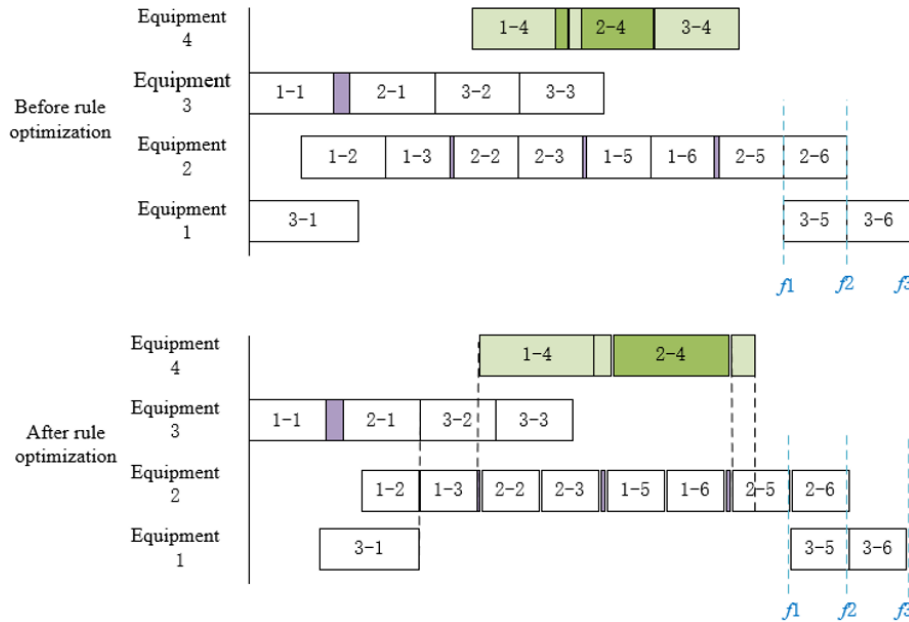 Equipment
4
1-4
2-4
3-4
Before rule
optimization
Equipment
3
1-1
2-1
3-2
3-3
Equipment
2
1-2
1-3
2-2
2-3
1-5
1-6
2-5
2-6
Equipment
1
3-1
3-5
3-6
f1
f2
f3
After rule
optimization
Equipment
4
1-4
2-4
Equipment
3
1-1
2-1
3-2
3-3
Equipment
2
1-2
1-3
2-2
2-3
1-5
1-6
2-5
2-6
Equipment
1
3-1
3-5
3-6
f1
f2
f3